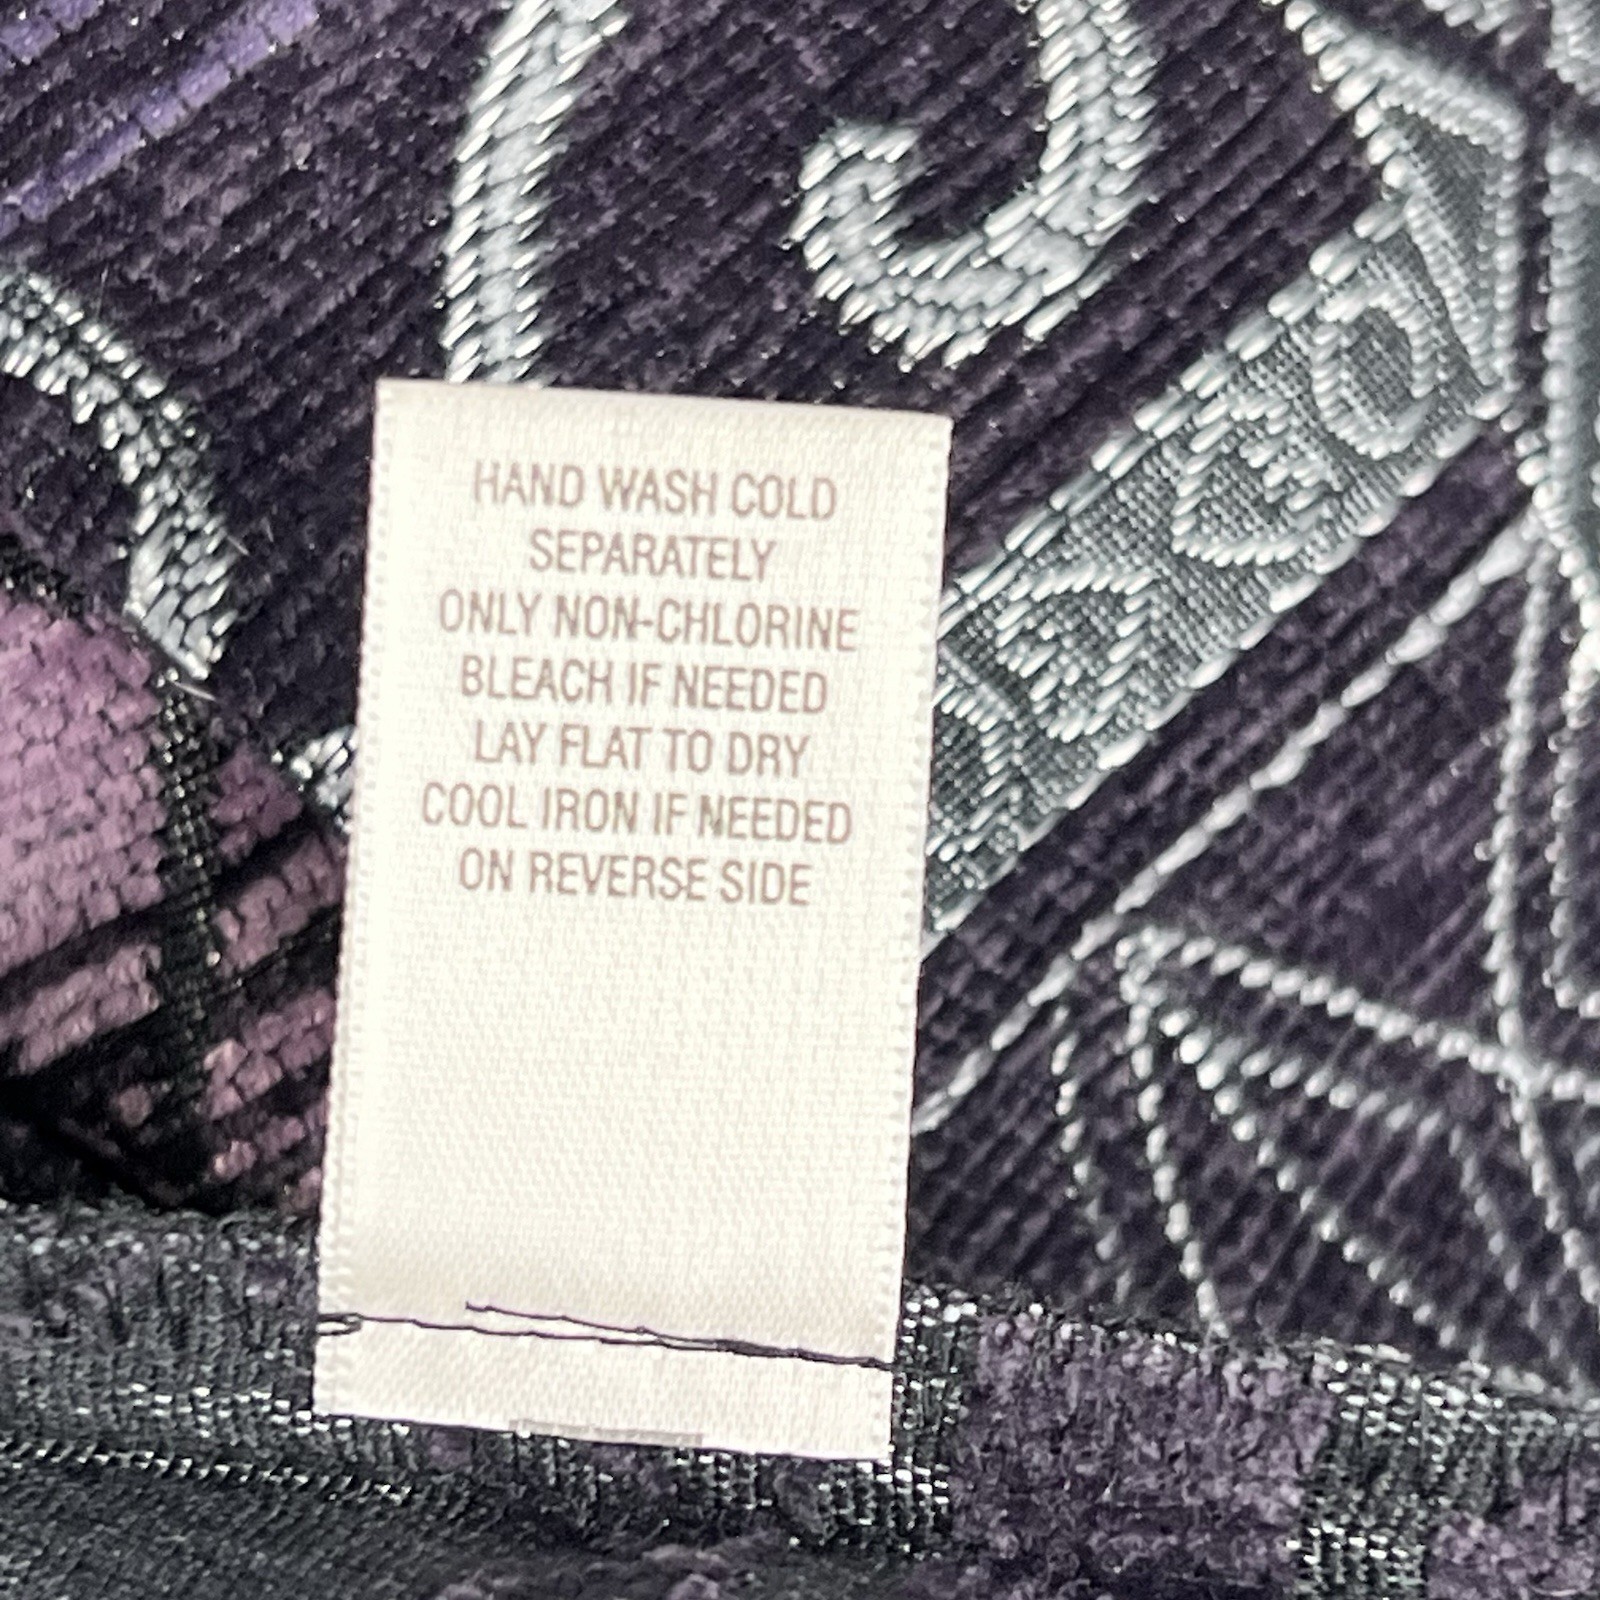 HAND WASH COLD
SEPARATELY
ONLY NON-CHLORINE
BLEACH IF NEEDED
LAY FLAT TO DRY
COOL IRON IF NEEDED
ON REVERSE SIDE